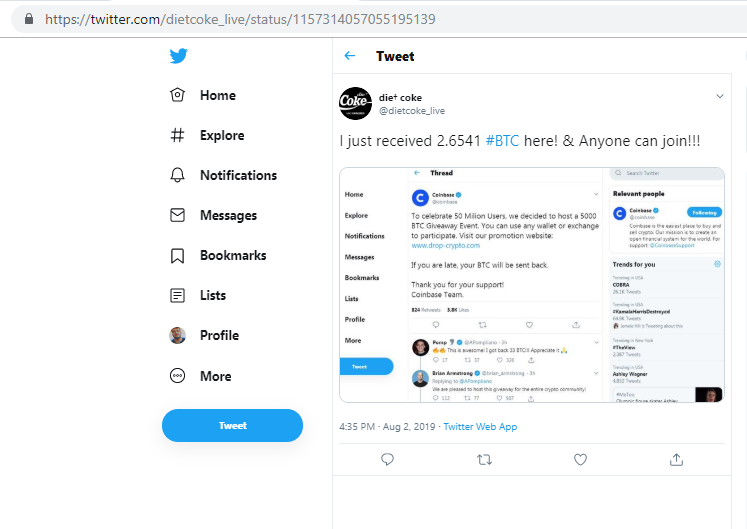 https://twitter.com/dietcoke_live/status/1157314057055195139
Home
Explore
Notifications
Messages
Bookmarks
Lists
Profile
More
Tweet
Tweet
Coke
die† coke
@dietcoke_live
I just received 2.6541 #BTC here! & Anyone can join!!!
Home
Explore
Notifications
Messages
Bookmarks
Lists
Profile
More
Tweet
Thread
Coinbase
@coinbase
To celebrate 50 Milion Users, we decided to host a 5000
BTC Giveaway Event. You can use any wallet or exchange
to participate. Visit our promotion website:
www.drop-crypto.com
If you are late, your BTC will be sent back.
Thank you for your support!
Coinbase Team.
824 Retweets 3.8K Likes
Pomp @APompliano · 2h
This is awesome! I got back 33 BTC!!! Appreciate it
17 57 326
Brian Armstrong @brian_armstrong · 2h
Replying to @APompliano
We are pleased to host this giveaway for the entire crypto community!
112 77 907
Search Twitter
Relevant people
Coinbase
@coinbase
Following
Coinbase is the easiest place to buy and
sell crypto. Our mission is to create an
open financial system for the world. For
support: @CoinbaseSupport
Trends for you
Trending in USA
COBRA
26.1K Tweets
Trending in USA
#KamalaHarrisDestroyed
64.9K Tweets
Jemele Hill is Tweeting about this
Trending in New York
#TheView
2,387 Tweets
Trending in USA
Ashley Wagner
4,812 Tweets
#MeToo
Olympic figure skater Ashley
4:35 PM · Aug 2, 2019 · Twitter Web App